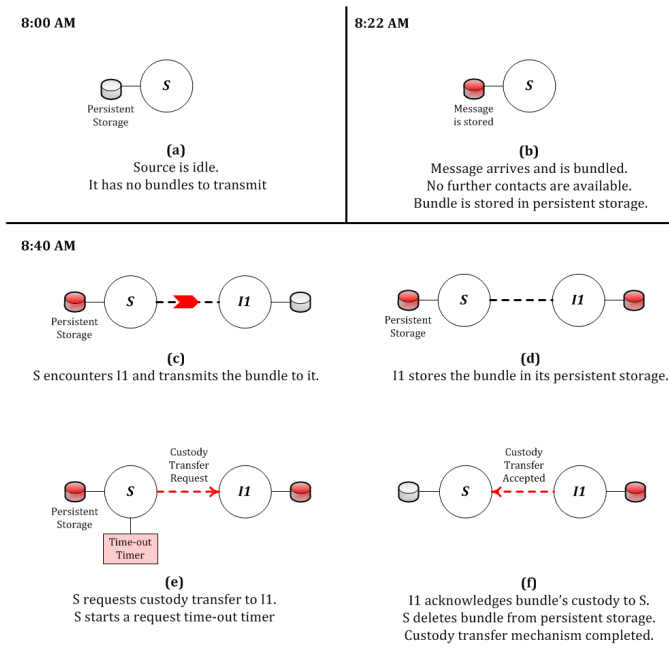 8:00 AM
S
Persistent
Storage
(a)
Source is idle.
It has no bundles to transmit
8:22 AM
S
Message
is stored
(b)
Message arrives and is bundled.
No further contacts are available.
Bundle is stored in persistent storage.
8:40 AM
S
I1
Persistent
Storage
(c)
S encounters I1 and transmits the bundle to it.
S
I1
Persistent
Storage
(d)
I1 stores the bundle in its persistent storage.
Custody
Transfer
Request
S
I1
Persistent
Storage
Time-out
Timer
(e)
S requests custody transfer to I1.
S starts a request time-out timer
Custody
Transfer
Accepted
S
I1
(f)
I1 acknowledges bundle's custody to S.
S deletes bundle from persistent storage.
Custody transfer mechanism completed.